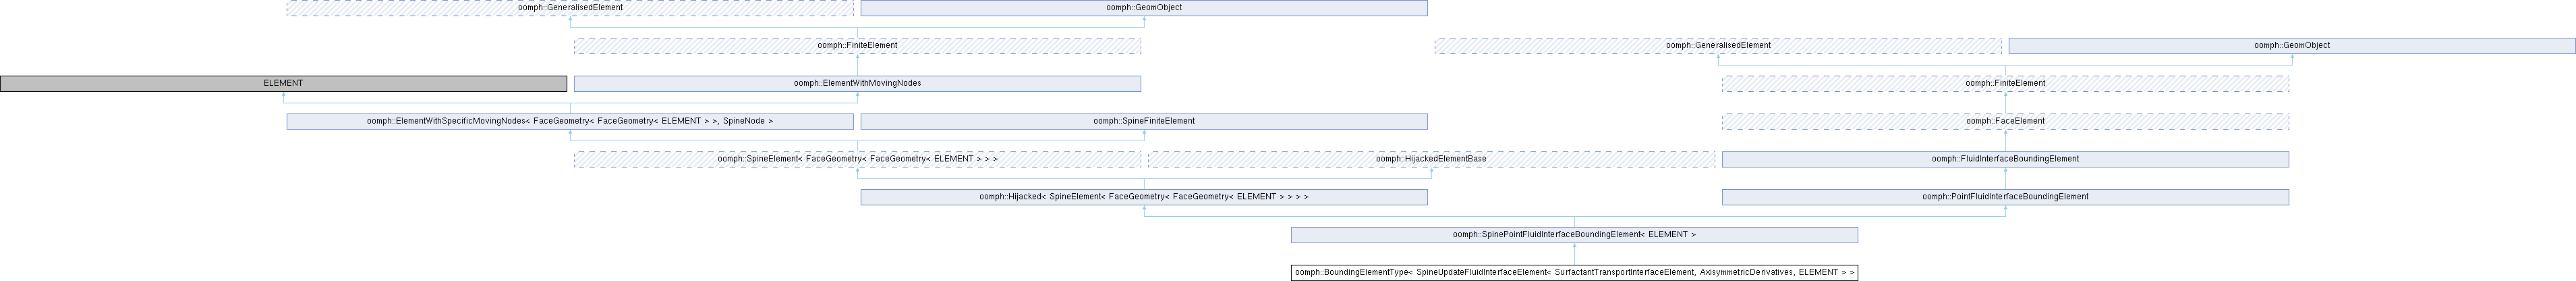 oomph::GeneralisedElement oomph::GeomObject
oomph::FiniteElement oomph::GeneralisedElement oomph::GeomObject
ELEMENT oomph::ElementWithMovingNodes oomph::FiniteElement
oomph::ElementWithSpecificMovingNodes< FaceGeometry< FaceGeometry< ELEMENT > >, SpineNode > oomph::SpineFiniteElement oomph::FaceElement
oomph::SpineElement< FaceGeometry< FaceGeometry< ELEMENT > > > oomph::HijackedElementBase oomph::FluidInterfaceBoundingElement
oomph::Hijacked< SpineElement< FaceGeometry< FaceGeometry< ELEMENT > > > > oomph::PointFluidInterfaceBoundingElement
oomph::SpinePointFluidInterfaceBoundingElement< ELEMENT >
oomph::BoundingElementType< SpineUpdateFluidInterfaceElement< SurfactantTransportInterfaceElement, AxisymmetricDerivatives, ELEMENT > >